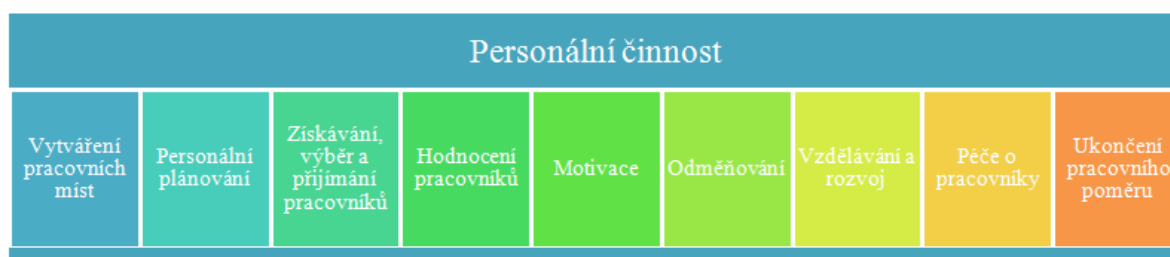 Personální činnost
Vytváření
pracovních
míst
Personální
plánování
Získávání,
výběr a
přijímání
pracovníků
Hodnocení
pracovníků
Motivace
Odměňování
Vzdělávání a
rozvoj
Péče o
pracovníky
Ukončení
pracovního
poměru